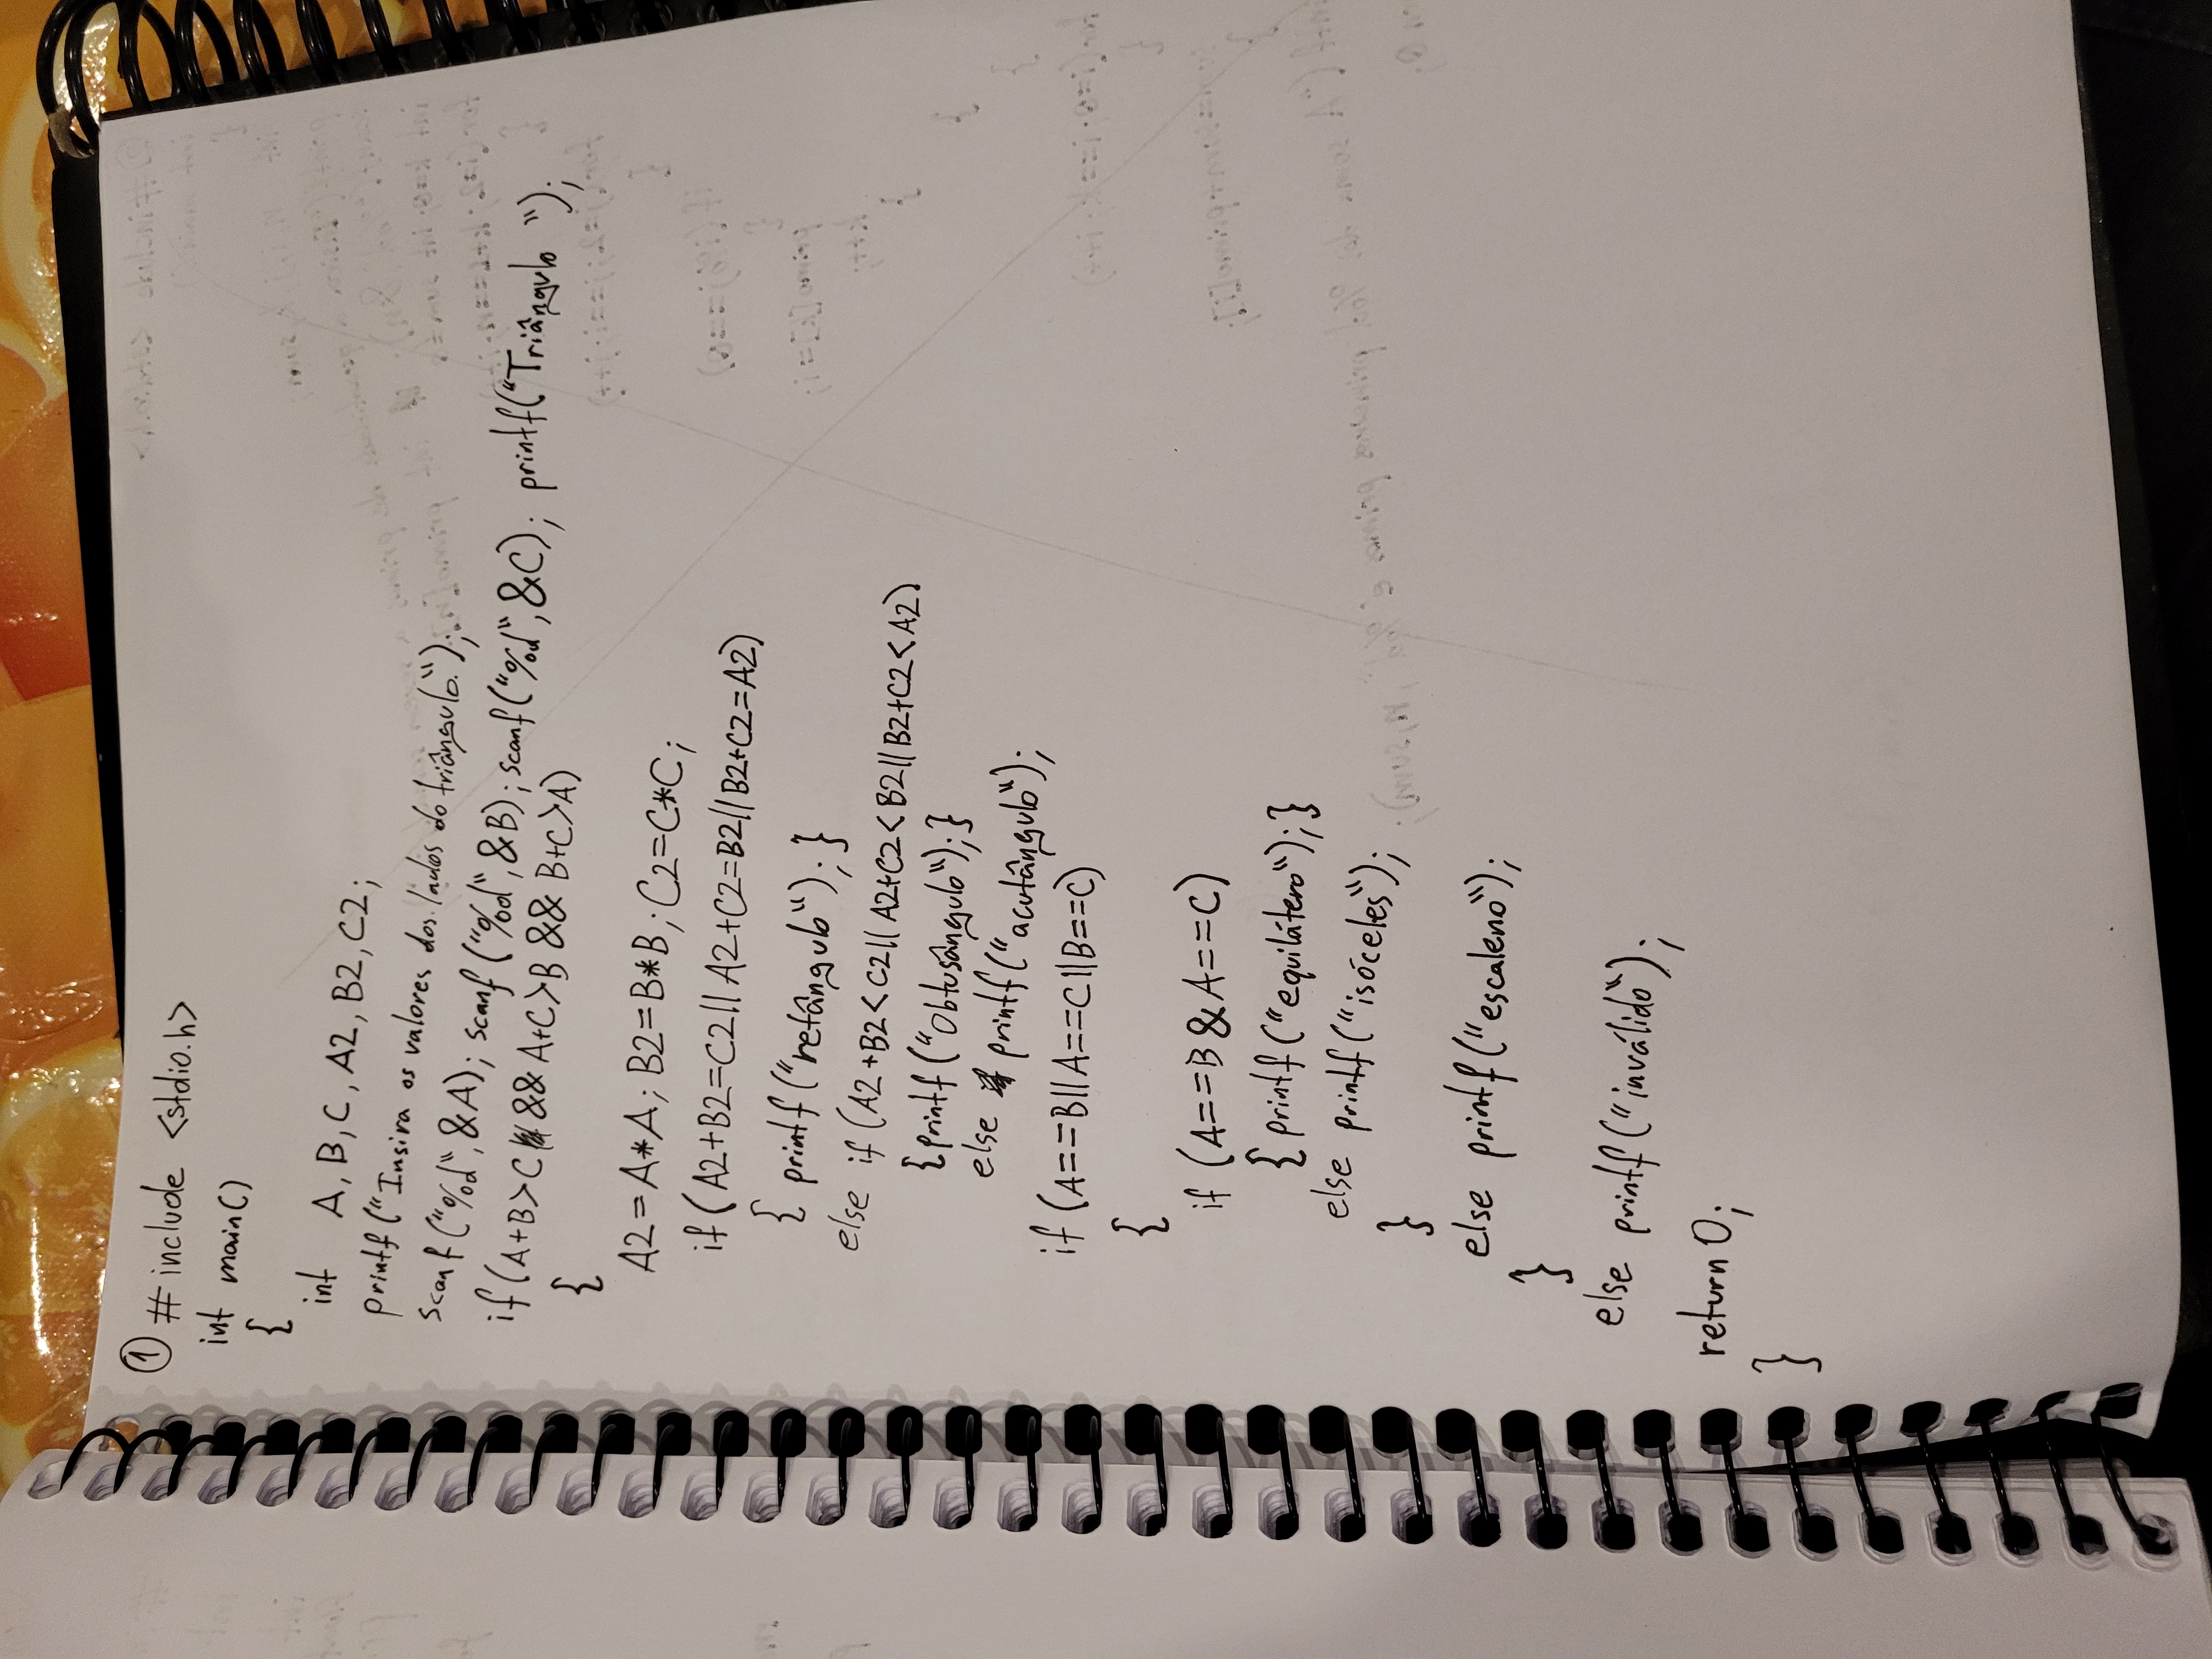 ① #include <stdio.h>
int main()
{
int A, B, C, A2, B2, C2;
printf("Insira os valores dos lados do triângulo.");
scanf("%d", &A); scanf("%d", &B); scanf("%d", &C); printf("Triângulo ");
if (A+B>C && A+C>B && B+C>A)
{
A2=A*A; B2=B*B; C2=C*C;
if (A2+B2=C2||A2+C2=B2||B2+C2=A2)
{ printf("retângulo"); }
else if (A2+B2<C2||A2+C2<B2||B2+C2<A2)
{printf("Obtusângulo");}
else printf("acutângulo");
if (A==B||A==C||B==C)
{
if (A==B & A==C)
{ printf("equilátero"); }
else printf("isóceles");
}
else printf("escaleno");
}
else printf("inválido");
return 0;
}